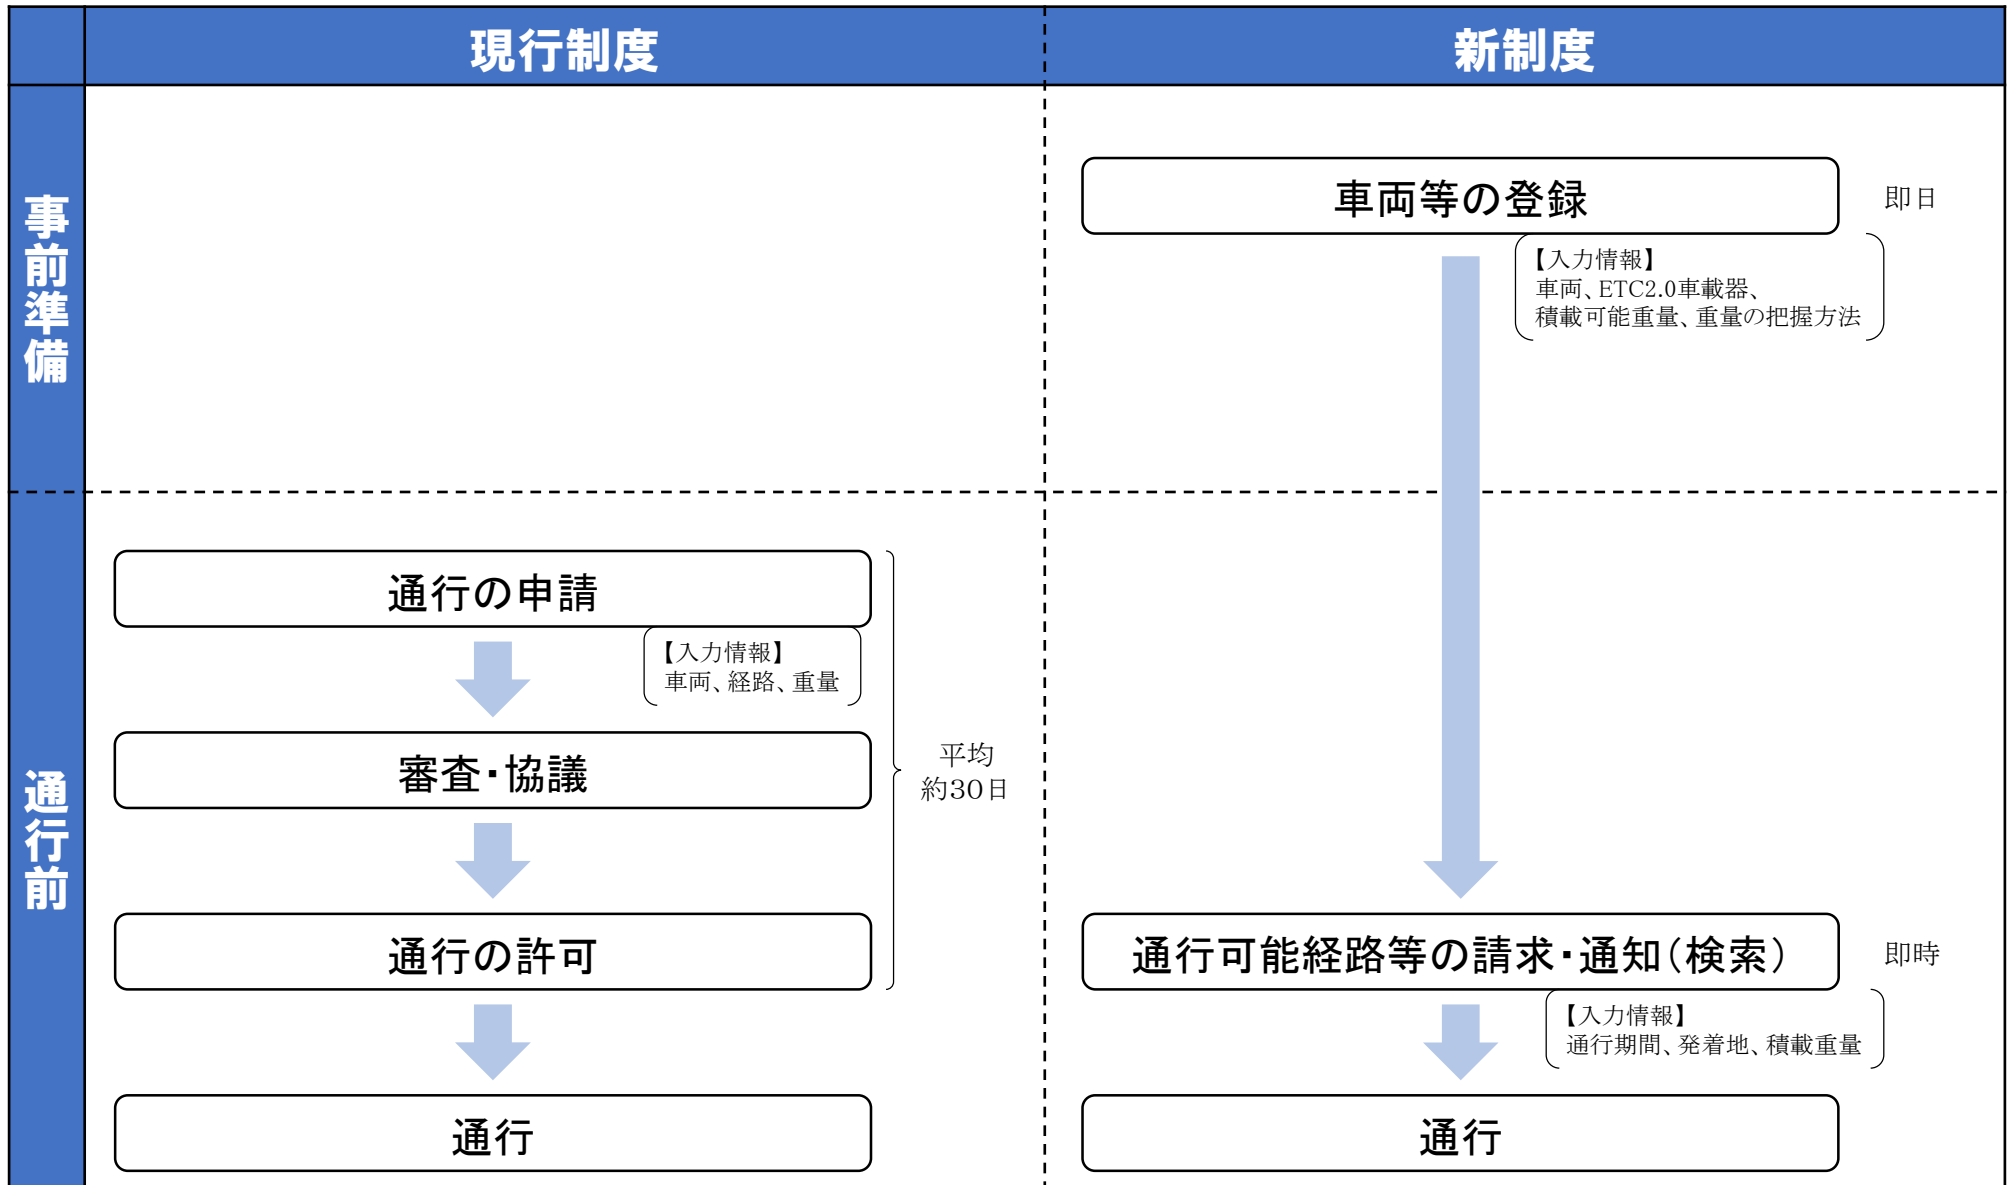 現行制度
新制度
事前準備
車両等の登録
即日
【入力情報】
車両、ETC2.0車載器、
積載可能重量、重量の把握方法
通行前
通行の申請
【入力情報】
車両、経路、重量
審査・協議
通行の許可
平均
約30日
通行
通行可能経路等の請求・通知(検索)
即時
【入力情報】
通行期間、発着地、積載重量
通行